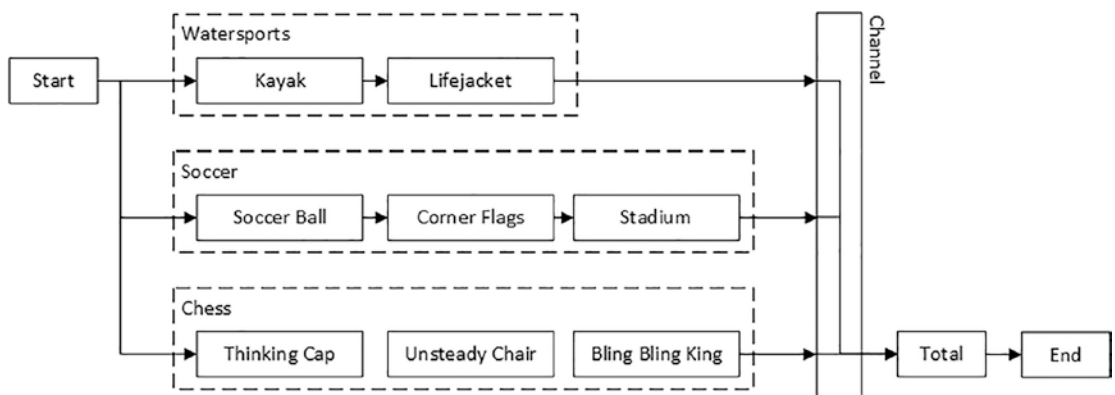 Watersports
Start
Kayak
Lifejacket
Channel
Soccer
Soccer Ball
Corner Flags
Stadium
Chess
Thinking Cap
Unsteady Chair
Bling Bling King
Total
End